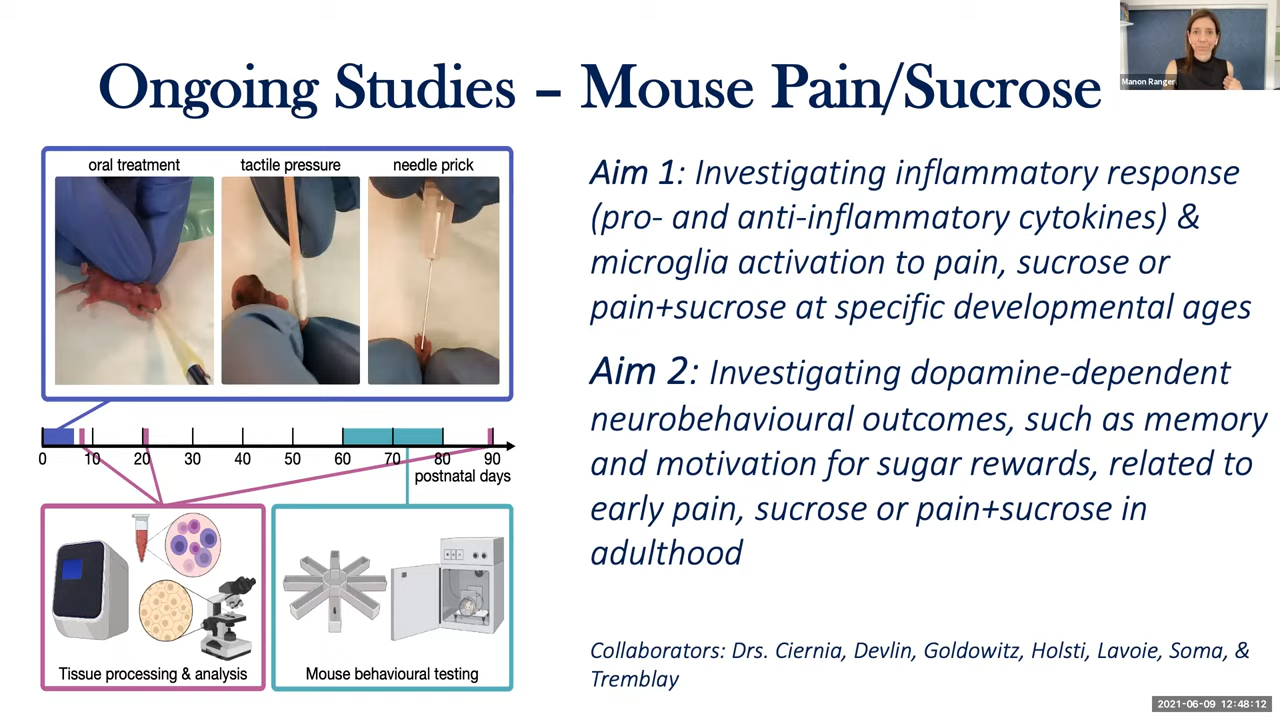 Ongoing Studies – Mouse Pain/Sucrose
Manon Ranger
oral treatment
tactile pressure
needle prick
0 10 20 30 40 50 60 70 80 90
postnatal days
Tissue processing & analysis
Mouse behavioural testing
Aim 1: Investigating inflammatory response
(pro- and anti-inflammatory cytokines) &
microglia activation to pain, sucrose or
pain+sucrose at specific developmental ages
Aim 2: Investigating dopamine-dependent
neurobehavioural outcomes, such as memory
and motivation for sugar rewards, related to
early pain, sucrose or pain+sucrose in
adulthood
Collaborators: Drs. Ciernia, Devlin, Goldowitz, Holsti, Lavoie, Soma, &
Tremblay
2021-06-09 12:48:12